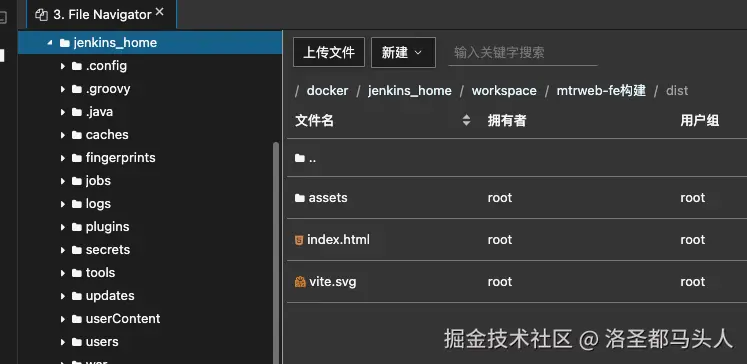 3. File Navigator
jenkins_home
.config
.groovy
.java
caches
fingerprints
jobs
logs
plugins
secrets
tools
updates
userContent
users
war
上传文件 新建 输入关键字搜索
/ docker / jenkins_home / workspace / mtrweb-fe构建 / dist
文件名 拥有者 用户组
..
assets root root
index.html root root
vite.svg root root
掘金技术社区 @ 洛圣都马头人